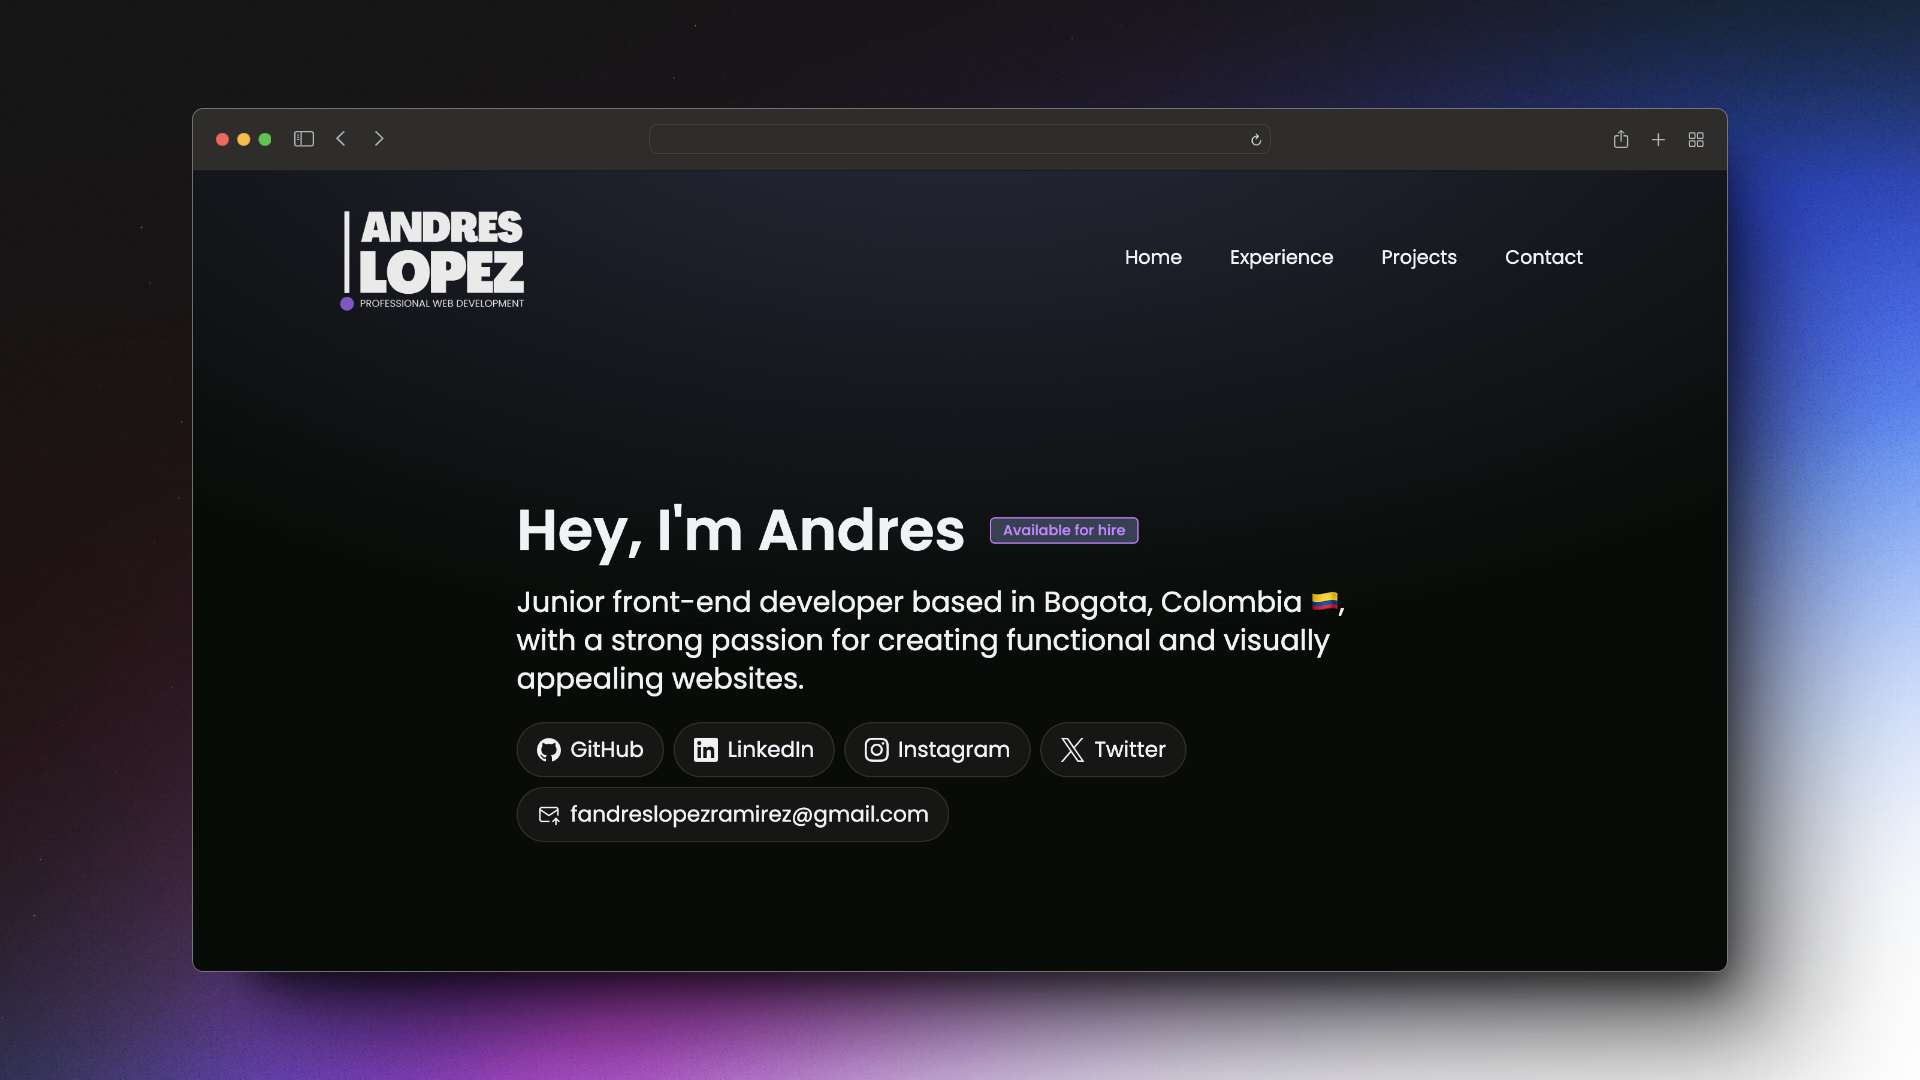 ANDRES
LOPEZ
PROFESSIONAL WEB DEVELOPMENT
Home Experience Projects Contact
Hey, I'm Andres Available for hire
Junior front-end developer based in Bogota, Colombia 🇨🇴,
with a strong passion for creating functional and visually
appealing websites.
GitHub LinkedIn Instagram Twitter
fandreslopezramirez@gmail.com